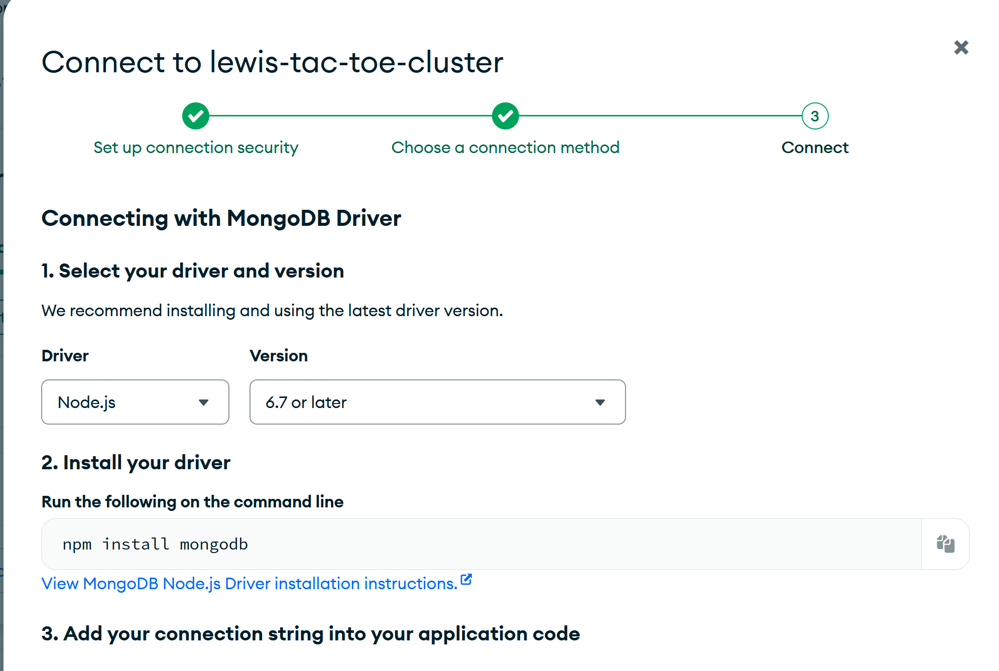 Connect to lewis-tac-toe-cluster
3
Set up connection security
Choose a connection method
Connect
Connecting with MongoDB Driver
1. Select your driver and version
We recommend installing and using the latest driver version.
Driver
Version
Node.js
6.7 or later
2. Install your driver
Run the following on the command line
npm install mongodb
View MongoDB Node.js Driver installation instructions.
3. Add your connection string into your application code